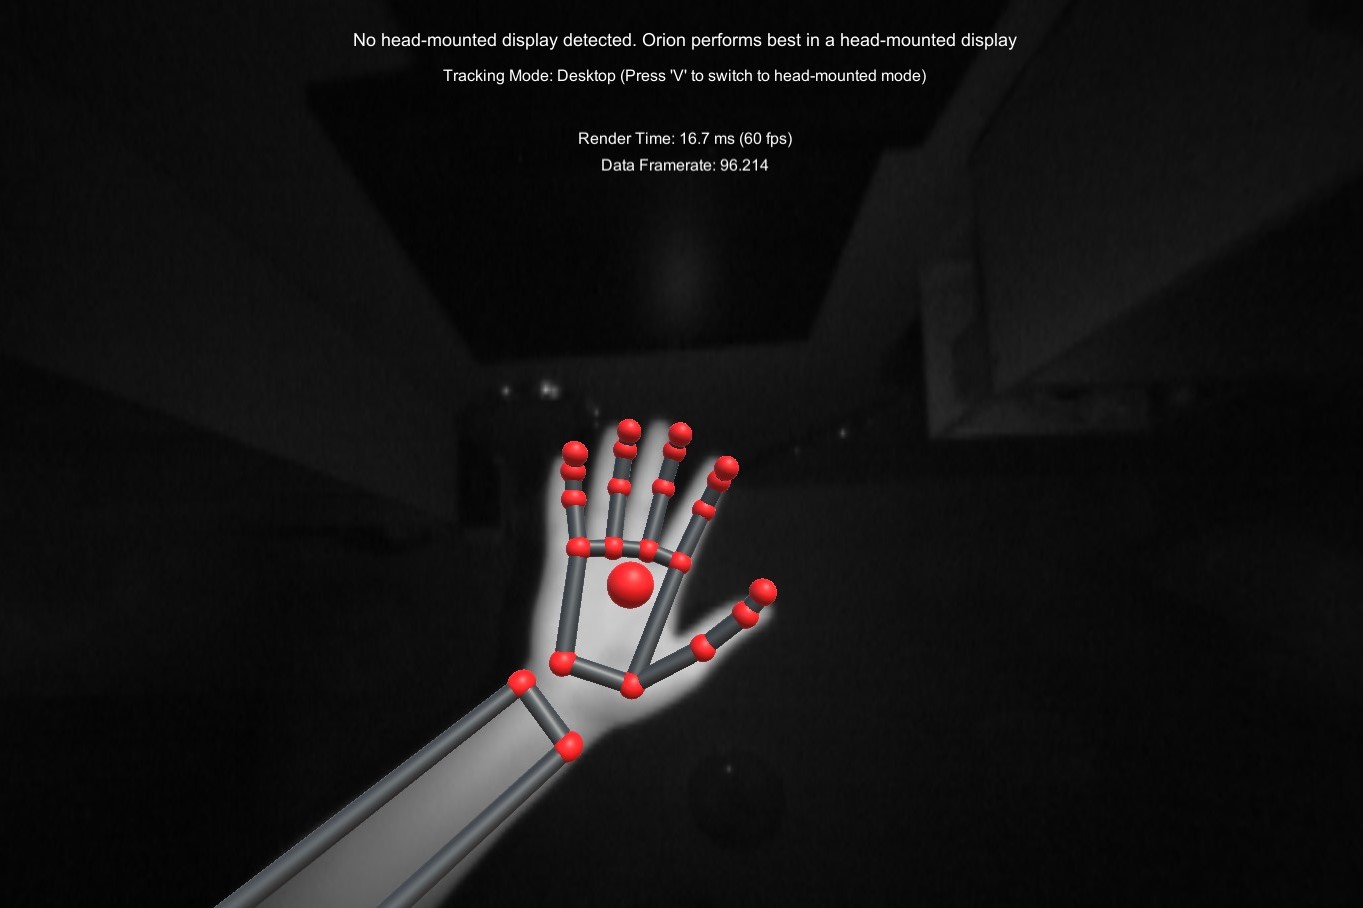 No head-mounted display detected. Orion performs best in a head-mounted display
Tracking Mode: Desktop (Press 'V' to switch to head-mounted mode)
Render Time: 16.7 ms (60 fps)
Data Framerate: 96.214